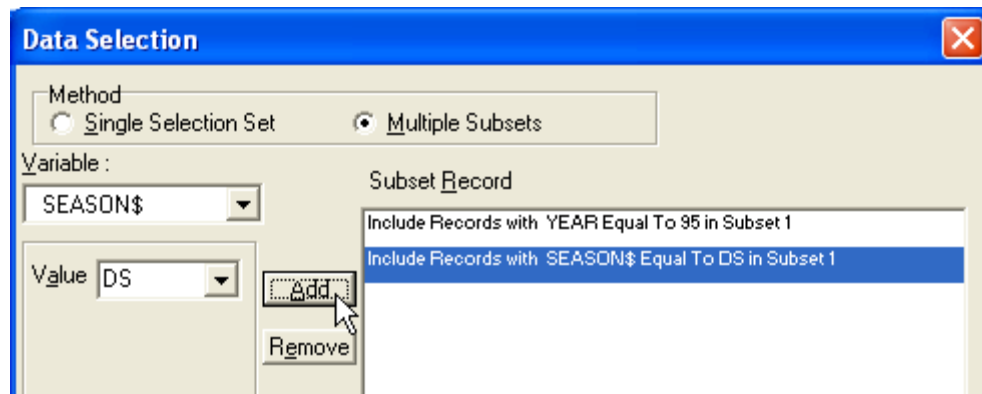 Data Selection
Method
Single Selection Set Multiple Subsets
Variable :
Subset Record
SEASON$
Include Records with YEAR Equal To 95 in Subset 1
Include Records with SEASON$ Equal To DS in Subset 1
Value DS
Add
Remove